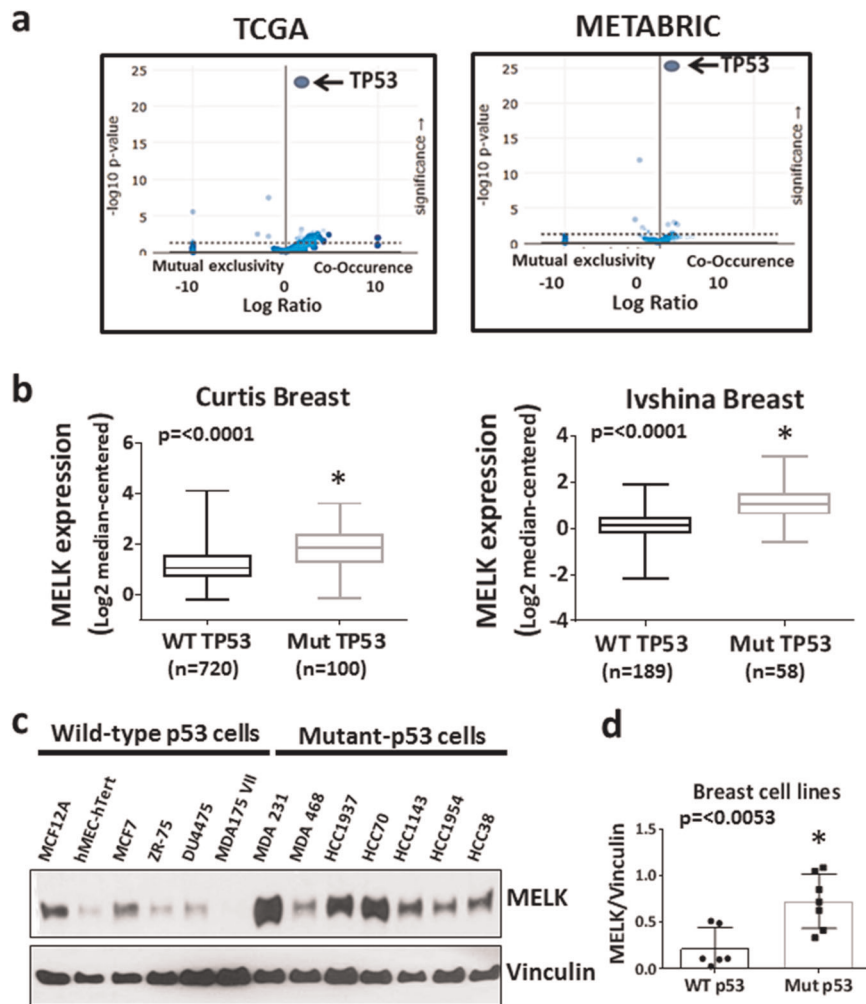 a
TCGA
METABRIC
25
20
15
10
5
0
-log10 p-value
TP53
significance →
Mutual exclusivity
Co-Occurence
-10
0
10
Log Ratio
25
20
15
10
5
0
-log10 p-value
TP53
significance →
Mutual exclusivity
Co-Occurence
-10
0
10
Log Ratio
b
Curtis Breast
p=<0.0001
*
MELK expression
(Log2 median-centered)
6
4
2
0
WT TP53
Mut TP53
(n=720)
(n=100)
Ivshina Breast
p=<0.0001
*
MELK expression
(Log2 median-centered)
4
2
0
-2
-4
WT TP53
Mut TP53
(n=189)
(n=58)
c
Wild-type p53 cells
Mutant-p53 cells
MCF12A
hMEC-hTert
MCF7
ZR-75
DU4475
MDA175 VII
MDA 231
MDA 468
HCC1937
HCC70
HCC1143
HCC1954
HCC38
MELK
Vinculin
d
Breast cell lines
p=<0.0053
*
MELK/Vinculin
1.5
1.0
0.5
0.0
WT p53
Mut p53